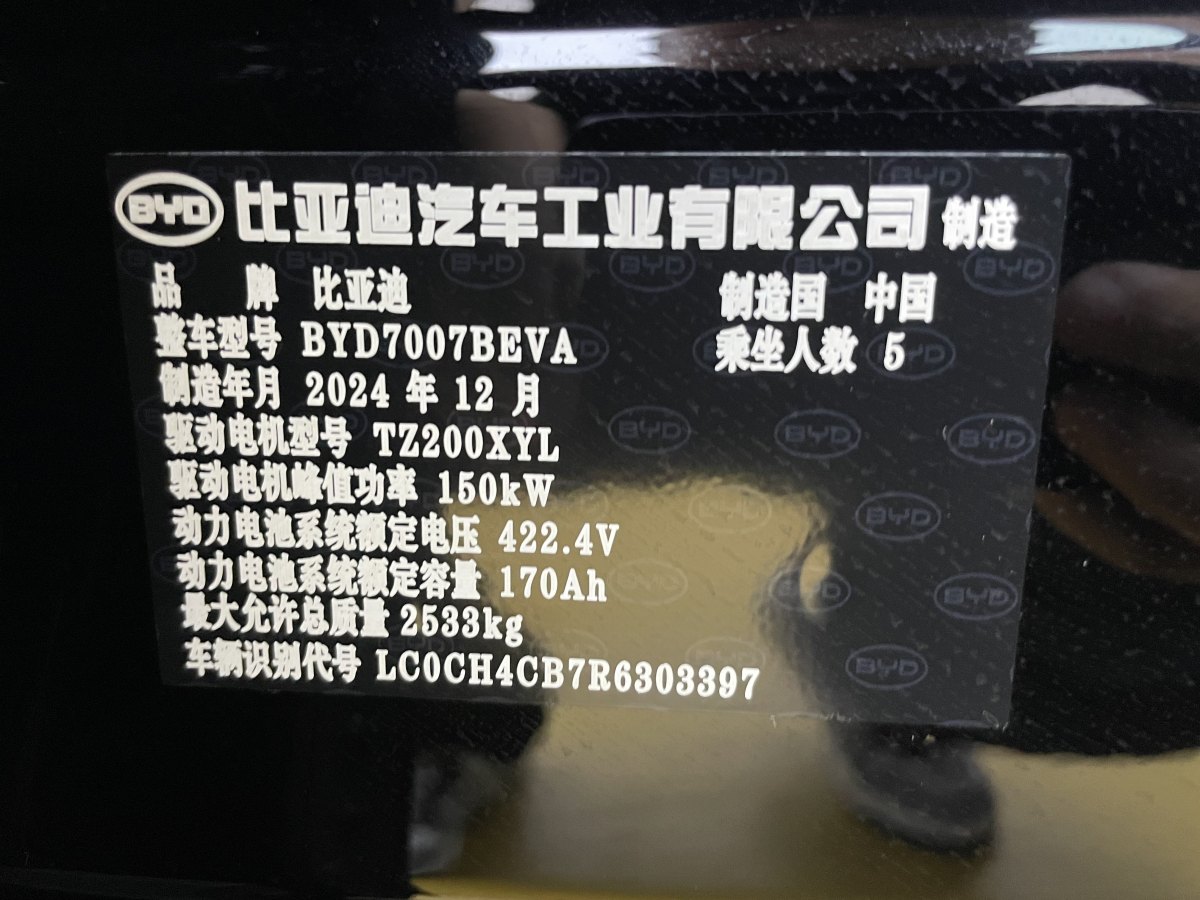 BYD 比亚迪汽车工业有限公司 制造
品 牌 比亚迪 制造国 中国
整车型号 BYD7007BEVA 乘坐人数 5
制造年月 2024 年 12 月
驱动电机型号 TZ200XYL
驱动电机峰值功率 150kW
动力电池系统额定电压 422.4V
动力电池系统额定容量 170Ah
最大允许总质量 2533kg
车辆识别代号 LC0CH4CB7R6303397